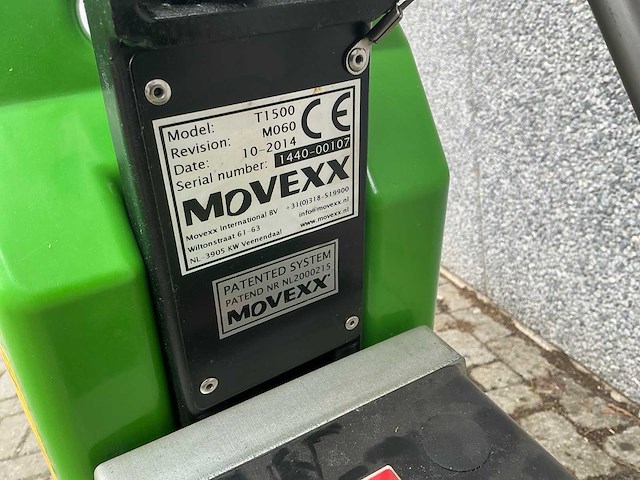 Model: T1500
Revision: M060
Date: 10-2014
Serial number: 1440-00107
CE
MOVEXX
Movexx International BV +31(0)318-519900
Wiltonstraat 61-63 info@movexx.nl
NL-3905 KW Veenendaal www.movexx.nl
PATENTED SYSTEM
PATEND NR NL2000215
MOVEXX